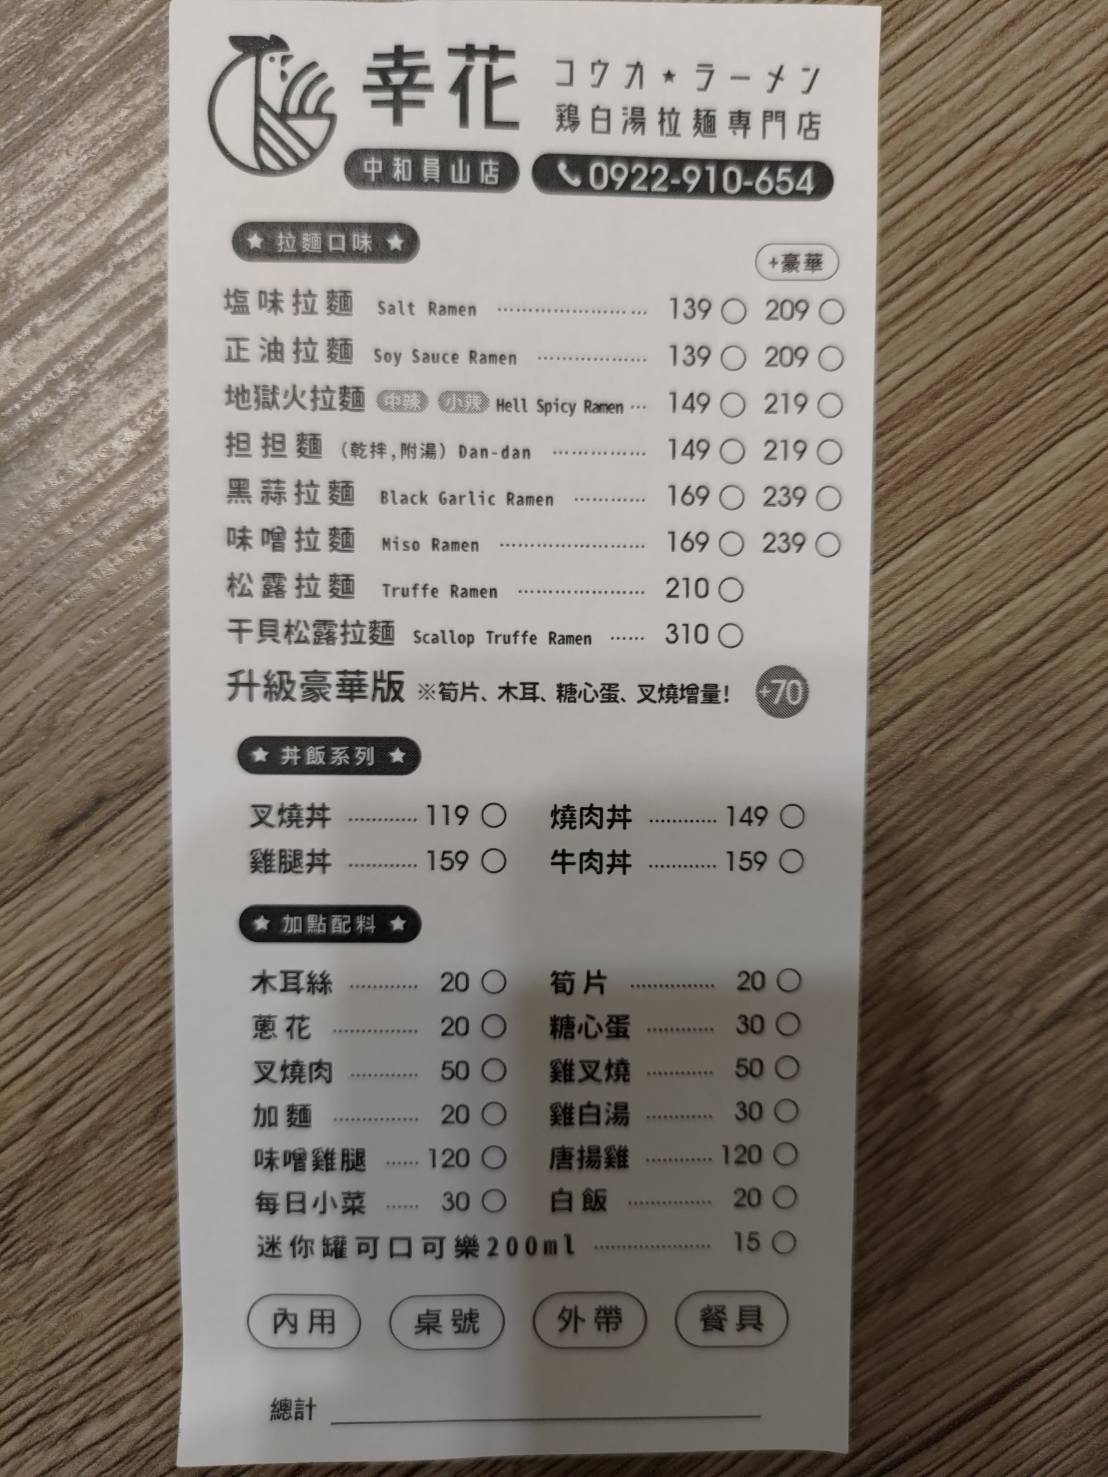 幸花
コウカ★ラーメン
鶏白湯拉麺専門店
中和員山店 0922-910-654
★ 拉麵口味 ★
+豪華
塩味拉麵 Salt Ramen 139 ○ 209 ○
正油拉麵 Soy Sauce Ramen 139 ○ 209 ○
地獄火拉麵 中辣 小辣 Hell Spicy Ramen 149 ○ 219 ○
担担麵 (乾拌,附湯) Dan-dan 149 ○ 219 ○
黑蒜拉麵 Black Garlic Ramen 169 ○ 239 ○
味噌拉麵 Miso Ramen 169 ○ 239 ○
松露拉麵 Truffe Ramen 210 ○
干貝松露拉麵 Scallop Truffe Ramen 310 ○
升級豪華版 ※筍片、木耳、糖心蛋、叉燒增量! +70
★ 丼飯系列 ★
叉燒丼 119 ○ 燒肉丼 149 ○
雞腿丼 159 ○ 牛肉丼 159 ○
★ 加點配料 ★
木耳絲 20 ○ 筍片 20 ○
蔥花 20 ○ 糖心蛋 30 ○
叉燒肉 50 ○ 雞叉燒 50 ○
加麵 20 ○ 雞白湯 30 ○
味噌雞腿 120 ○ 唐揚雞 120 ○
每日小菜 30 ○ 白飯 20 ○
迷你罐可口可樂200ml 15 ○
內用 桌號 外帶 餐具
總計